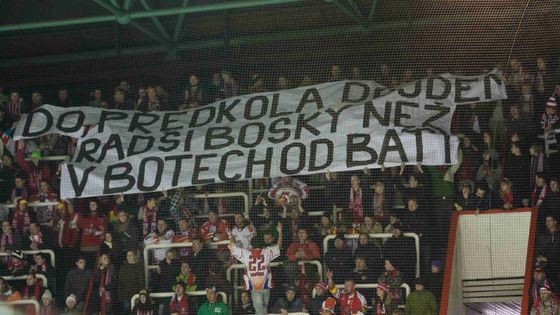 DO PŘEDKOLA DOJDEM
RADŠI BOSKY NEŽ
V BOTECH OD BATI